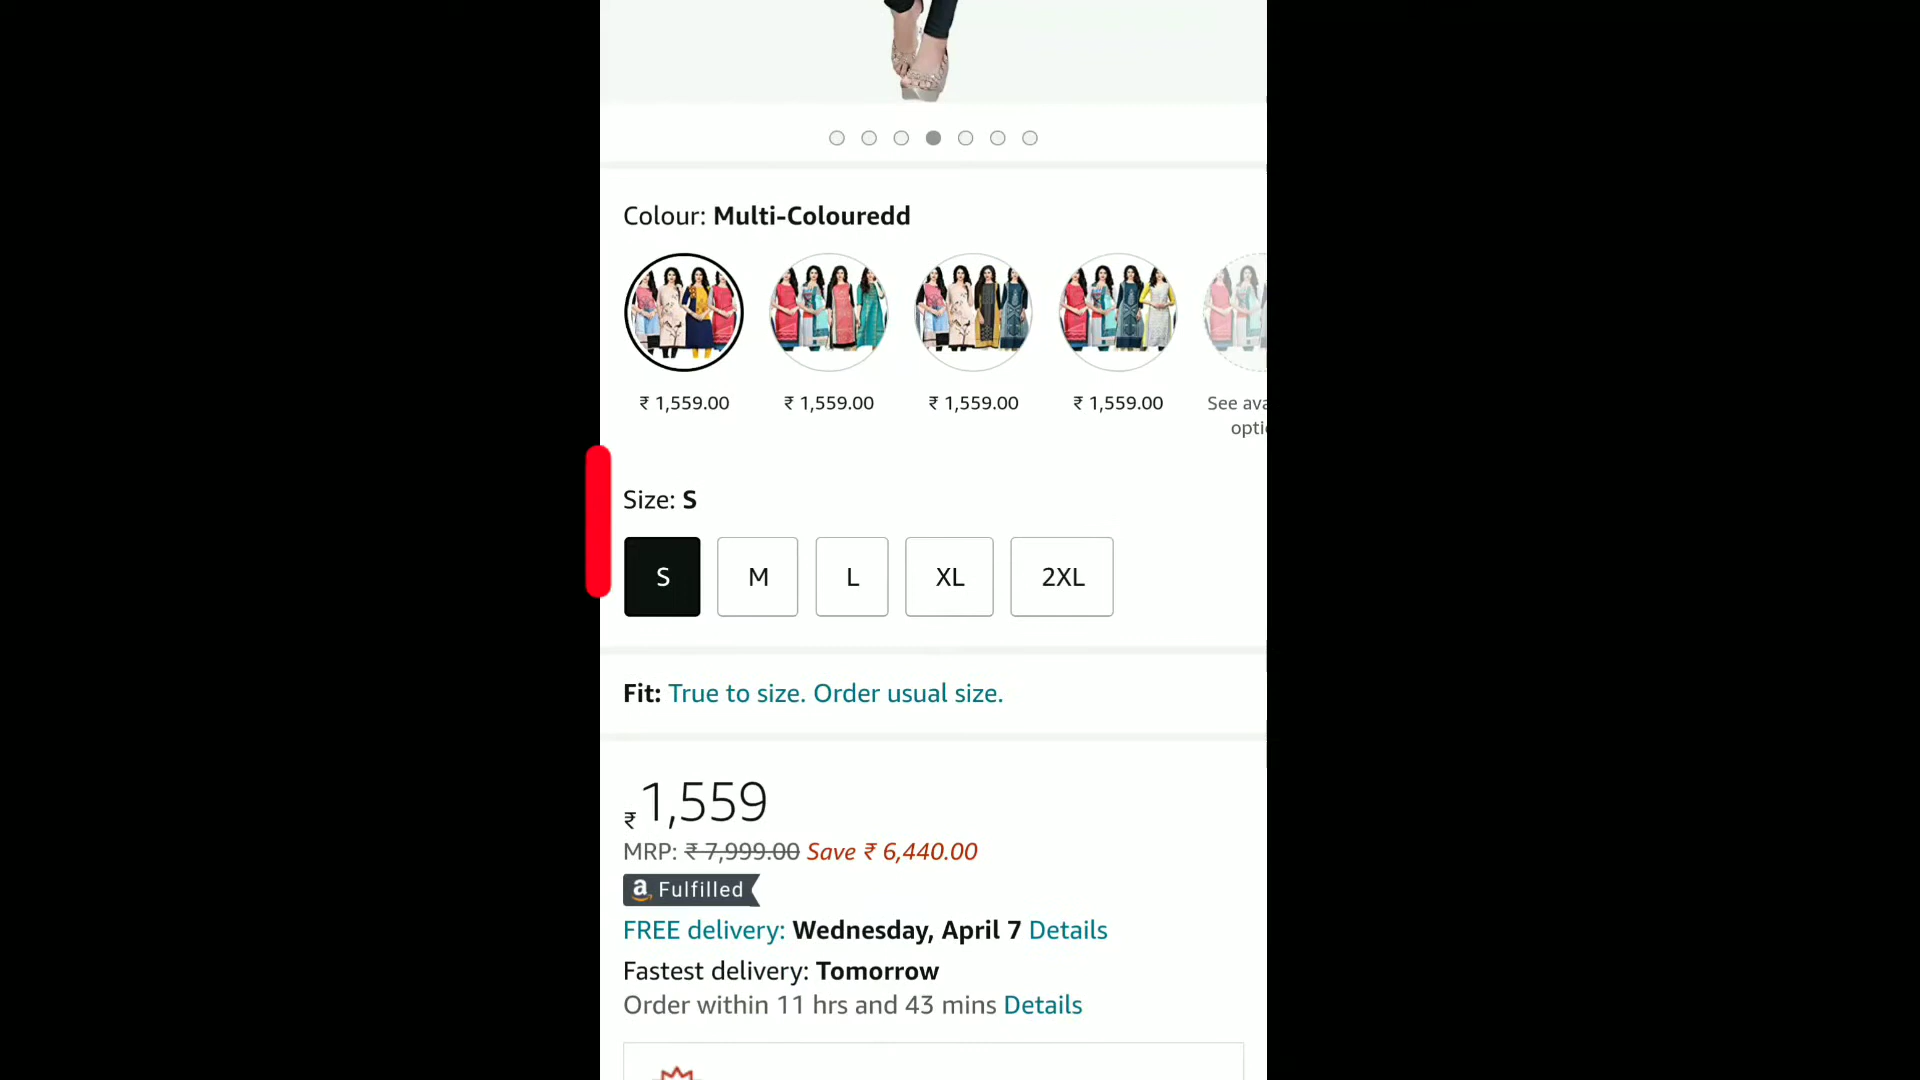 Colour: Multi-Colouredd
₹ 1,559.00 ₹ 1,559.00 ₹ 1,559.00 ₹ 1,559.00 See
Size: S
S M L XL 2XL
Fit: True to size. Order usual size.
₹1,559
MRP: ₹ 7,999.00 Save ₹ 6,440.00
a Fulfilled
FREE delivery: Wednesday, April 7 Details
Fastest delivery: Tomorrow
Order within 11 hrs and 43 mins Details